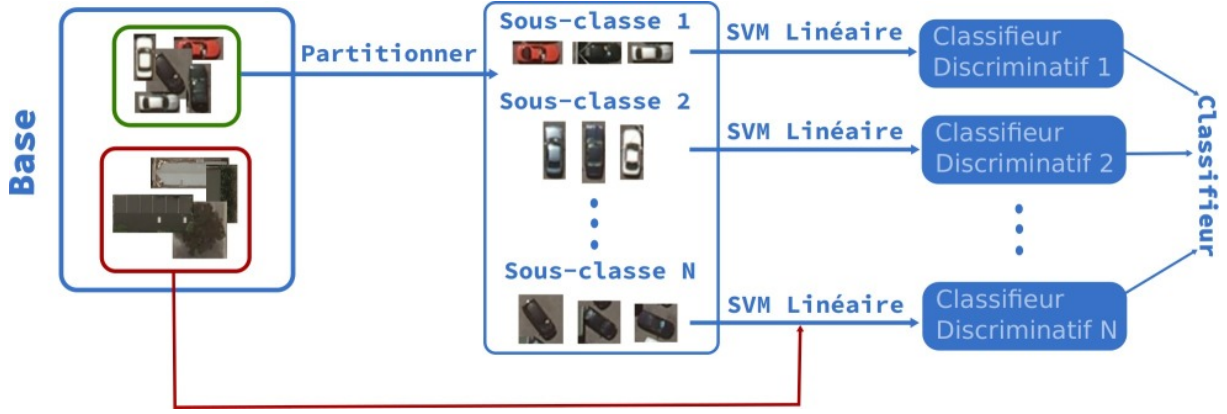 Base
Partitionner
Sous-classe 1
Sous-classe 2
Sous-classe N
SVM Linéaire
SVM Linéaire
SVM Linéaire
Classifieur
Discriminatif 1
Classifieur
Discriminatif 2
Classifieur
Discriminatif N
Classifieur